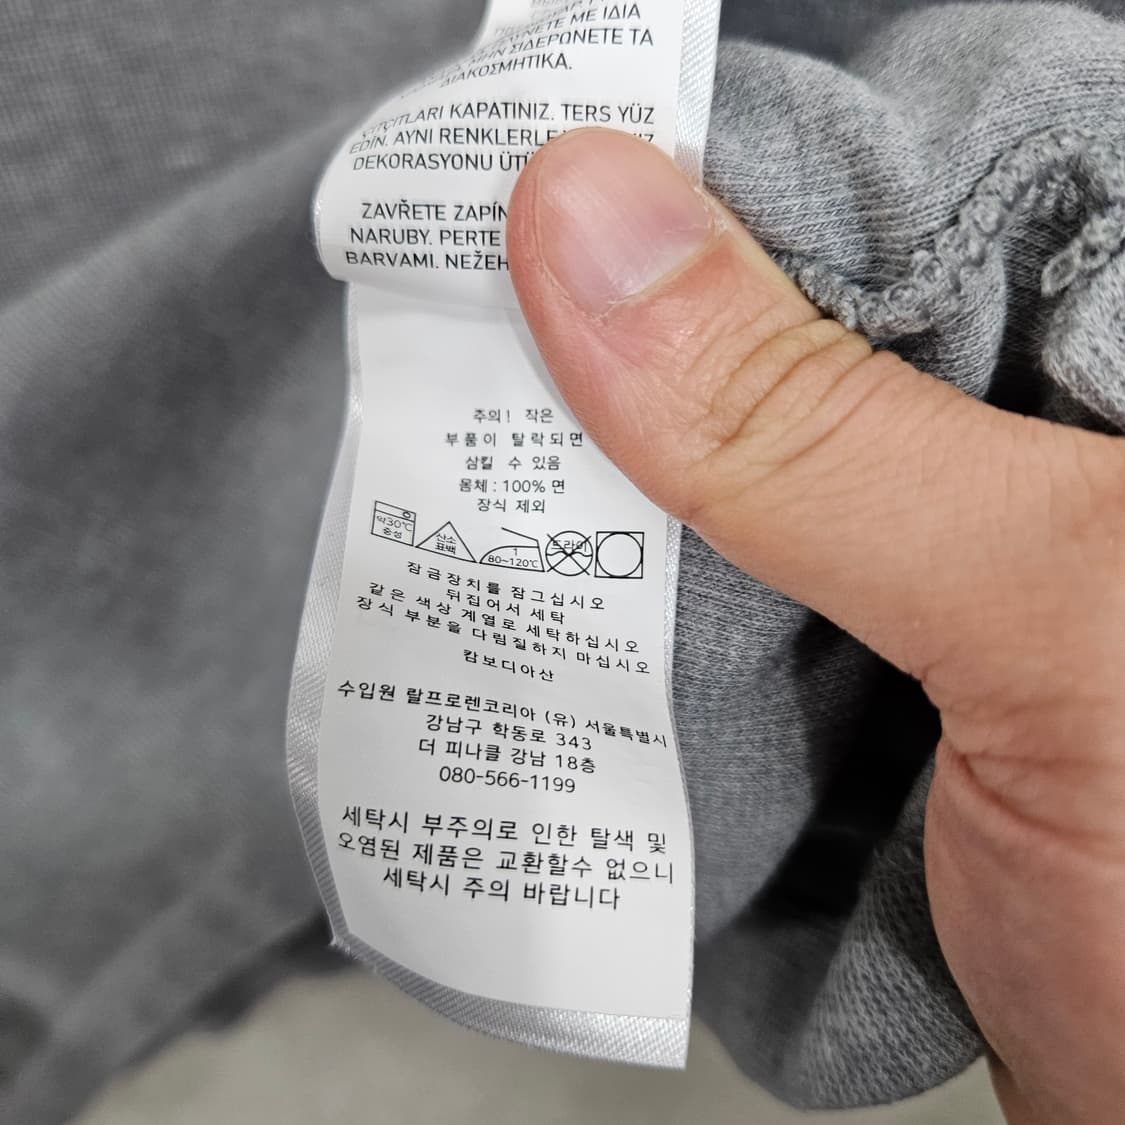 ΜΕ ΙΔΙΑ
ΜΗΝ ΣΙΔΕΡΩΝΕΤΕ ΤΑ
ΔΙΑΚΟΣΜΗΤΙΚΑ.
ÇITÇITLARI KAPATINIZ. TERS YÜZ
EDİN. AYNI RENKLERLE
DEKORASYONU
ZAVŘETE
NARUBY. PERTE
BARVAMI.
주의! 작은
부품이 탈락되면
삼킬 수 있음
몸체 : 100% 면
장식 제외
약30℃ 중성 산소 표백 1 80~120℃ 드라이
잠금장치를 잠그십시오
뒤집어서 세탁
같은 색상 계열로 세탁하십시오
장식 부분을 다림질하지 마십시오
캄보디아산
수입원 랄프로렌코리아 (유) 서울특별시
강남구 학동로 343
더 피나클 강남 18층
080-566-1199
세탁시 부주의로 인한 탈색 및
오염된 제품은 교환할수 없으니
세탁시 주의 바랍니다